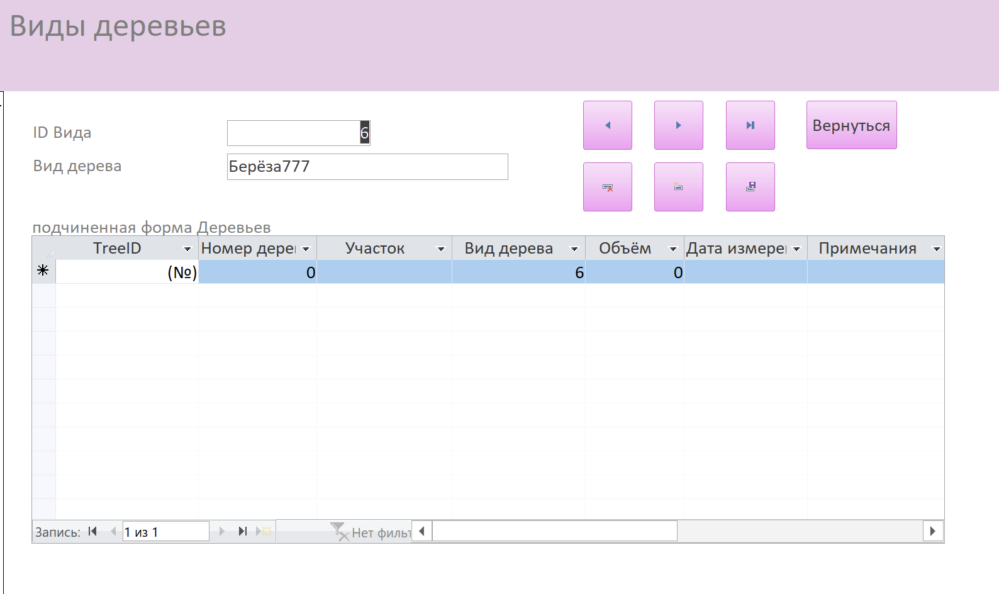 Виды деревьев
ID Вида 6 Вернуться
Вид дерева Берёза777
подчиненная форма Деревьев
TreeID Номер дере Участок Вид дерева Объём Дата измере Примечания
(№) 0 6 0
Запись: 1 из 1 Нет филь